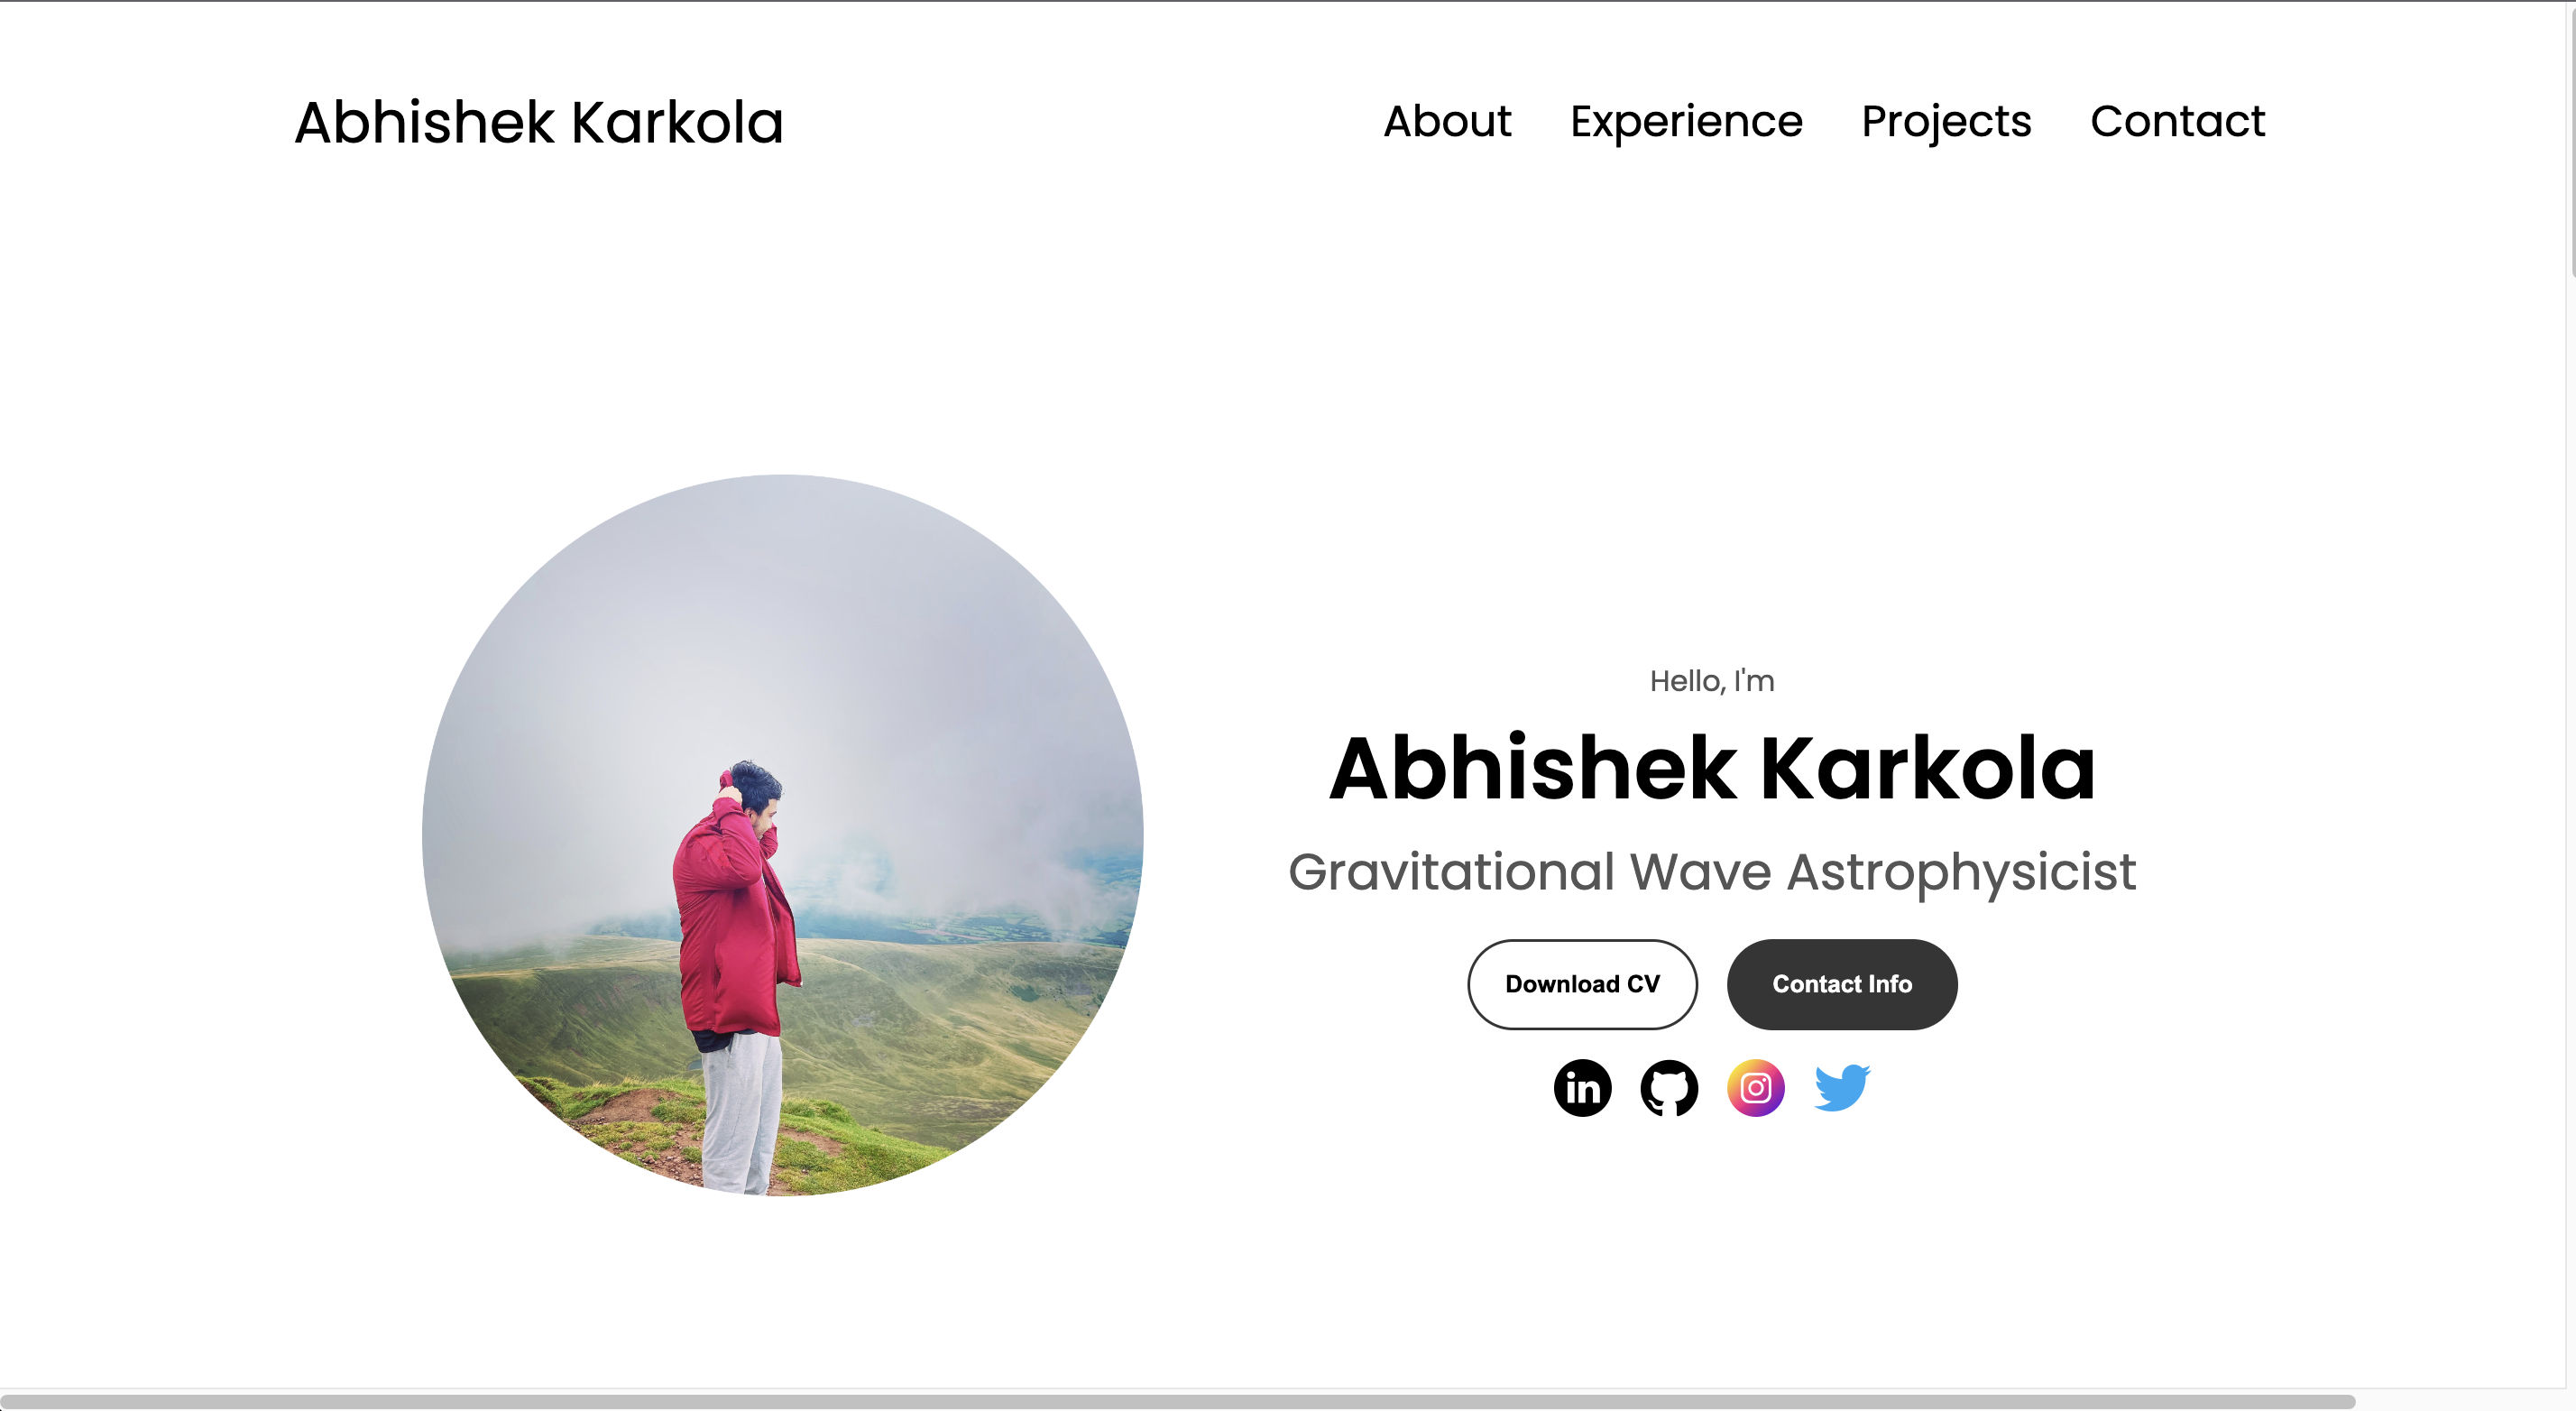 Abhishek Karkola
About Experience Projects Contact
Hello, I'm
Abhishek Karkola
Gravitational Wave Astrophysicist
Download CV Contact Info
in